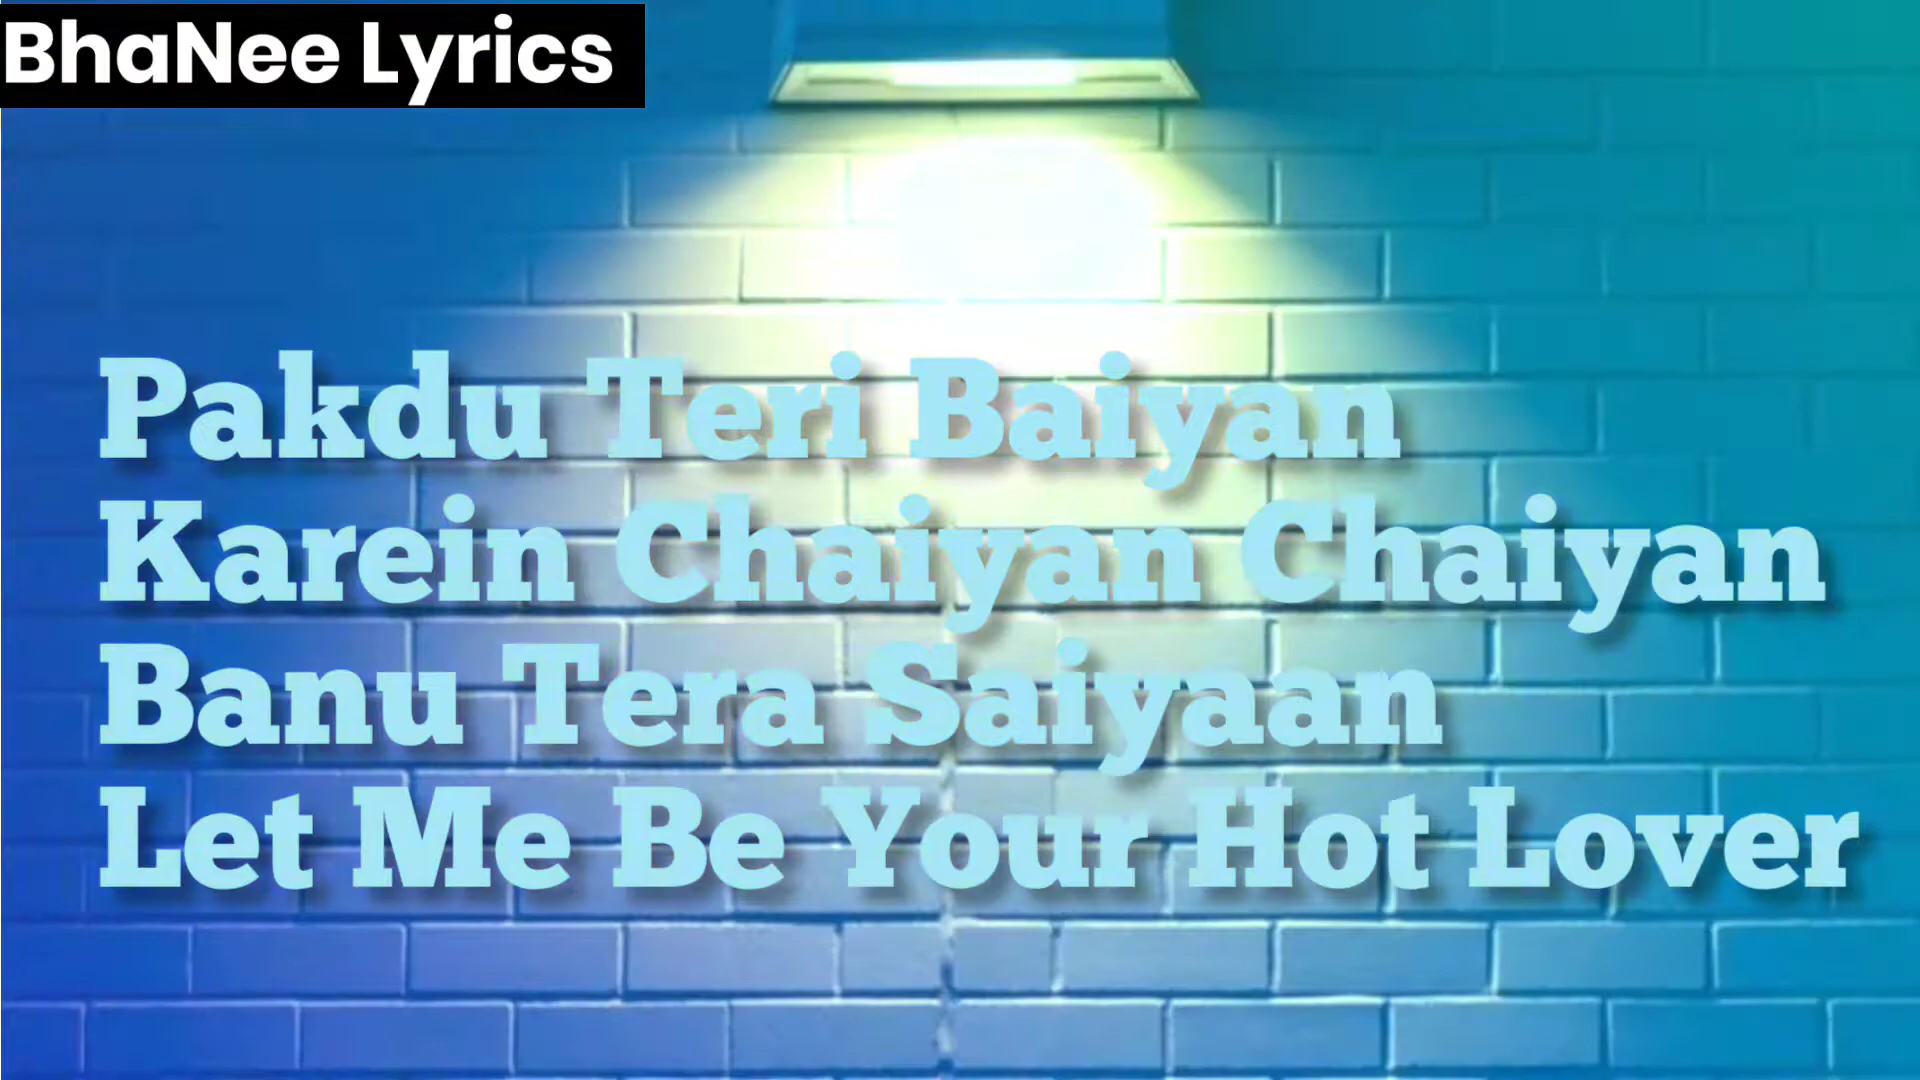 BhaNee Lyrics
Pakdu Teri Baiyan
Karein Chaiyan Chaiyan
Banu Tera Saiyaan
Let Me Be Your Hot Lover